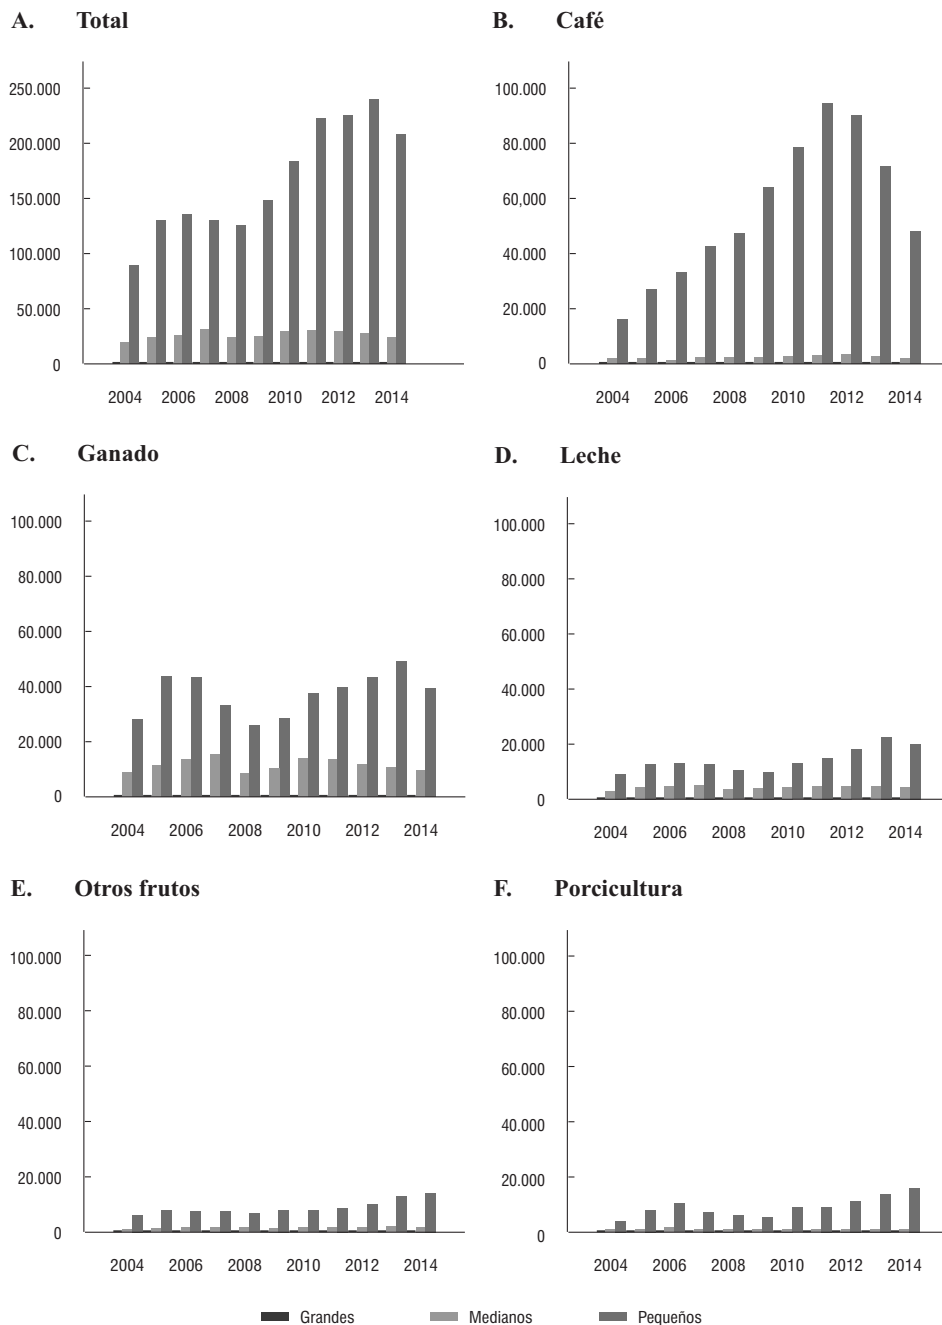 A. Total
250.000
200.000
150.000
100.000
50.000
0
2004 2006 2008 2010 2012 2014
B. Café
100.000
80.000
60,000
40.000
20.000
0
2004 2006 2008 2010 2012 2014
C. Ganado
100.000
80.000
60.000
40.000
20.000
0
2004 2006 2008 2010 2012 2014
D. Leche
100.000
80.000
60.000
40.000
20.000
0
2004 2006 2008 2010 2012 2014
E. Otros frutos
100.000
80.000
60.000
40.000
20.000
0
2004 2006 2008 2010 2012 2014
F. Porcicultura
100.000
80.000
60.000
40.000
20.000
0
2004 2006 2008 2010 2012 2014
Grandes Medianos Pequeños